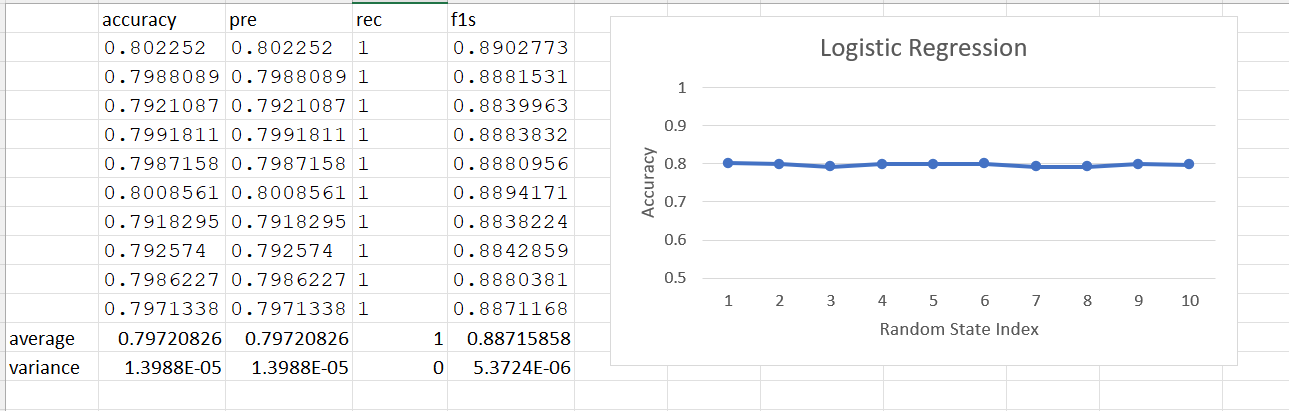 accuracy pre rec f1s
0.802252 0.802252 1 0.8902773
0.7988089 0.7988089 1 0.8881531
0.7921087 0.7921087 1 0.8839963
0.7991811 0.7991811 1 0.8883832
0.7987158 0.7987158 1 0.8880956
0.8008561 0.8008561 1 0.8894171
0.7918295 0.7918295 1 0.8838224
0.792574 0.792574 1 0.8842859
0.7986227 0.7986227 1 0.8880381
0.7971338 0.7971338 1 0.8871168
average 0.79720826 0.79720826 1 0.88715858
variance 1.3988E-05 1.3988E-05 0 5.3724E-06
Logistic Regression
Accuracy
1
0.9
0.8
0.7
0.6
0.5
1 2 3 4 5 6 7 8 9 10
Random State Index